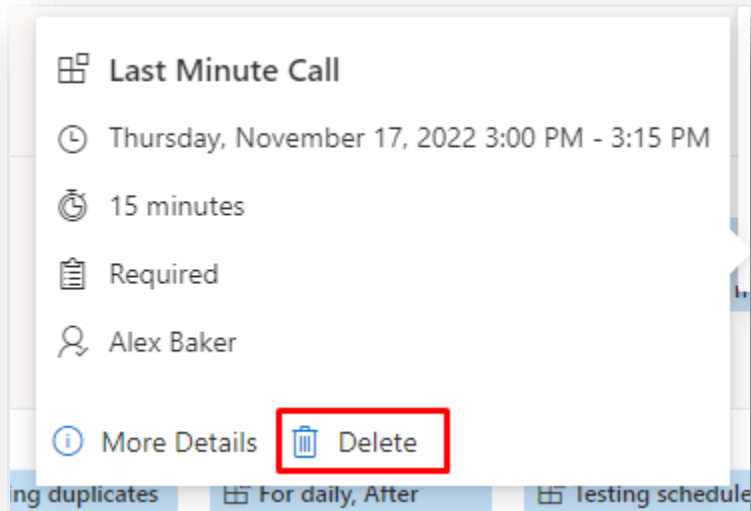 Last Minute Call
Thursday, November 17, 2022 3:00 PM - 3:15 PM
15 minutes
Required
Alex Baker
More Details Delete
duplicates For daily, After Testing schedule